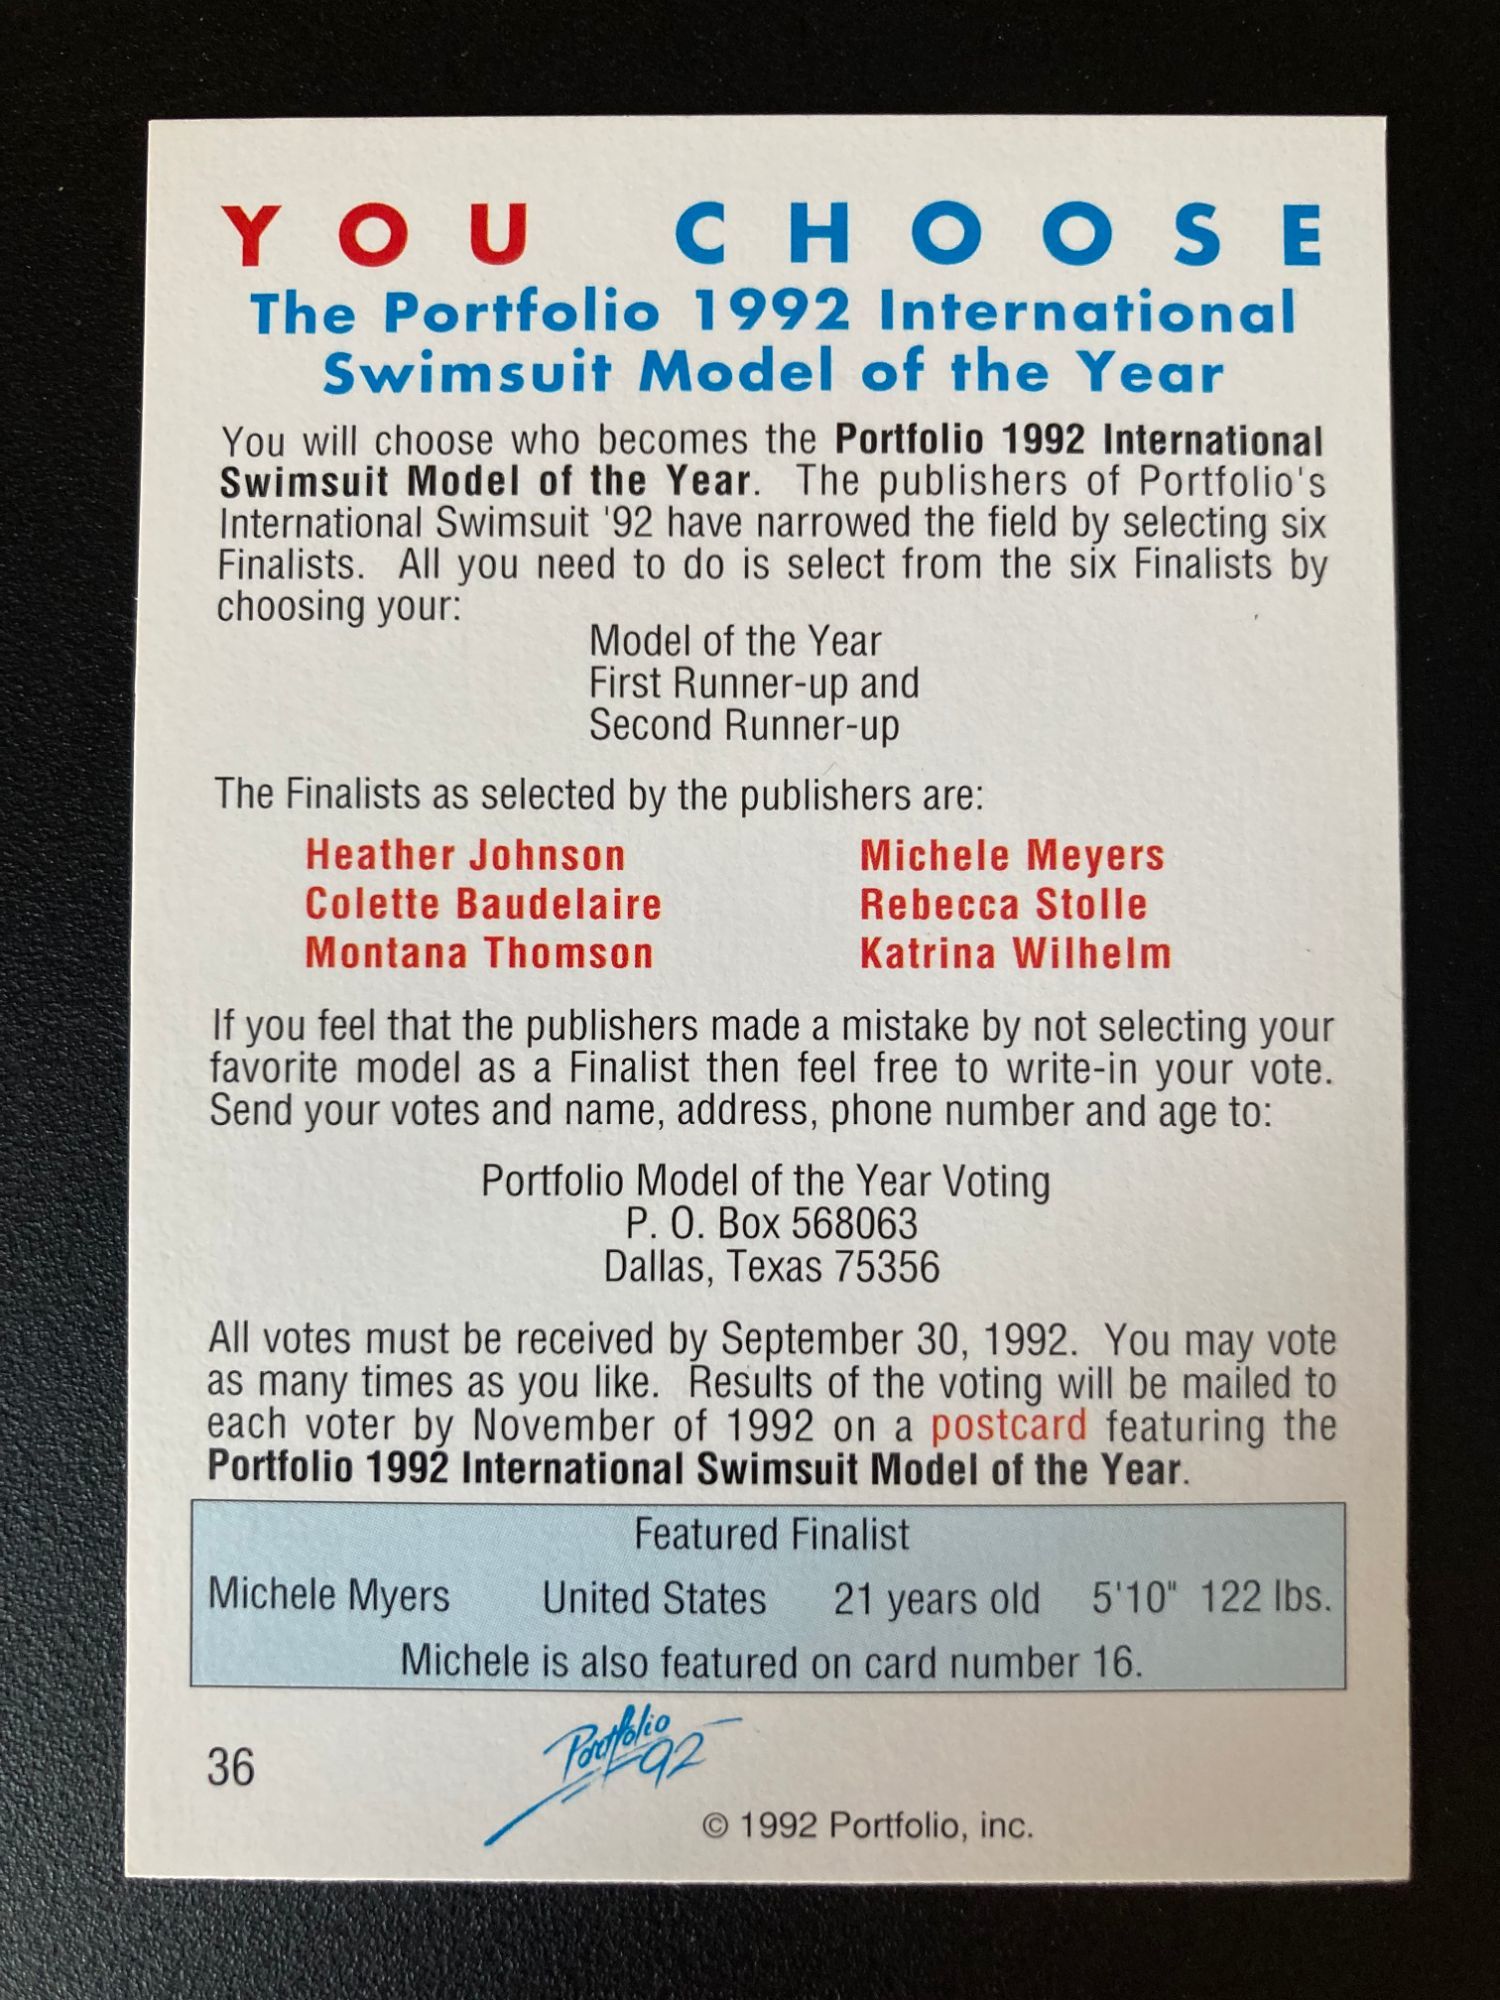 YOU CHOOSE
The Portfolio 1992 International
Swimsuit Model of the Year
You will choose who becomes the Portfolio 1992 International
Swimsuit Model of the Year. The publishers of Portfolio's
International Swimsuit '92 have narrowed the field by selecting six
Finalists. All you need to do is select from the six Finalists by
choosing your:
Model of the Year
First Runner-up and
Second Runner-up
The Finalists as selected by the publishers are:
Heather Johnson Michele Meyers
Colette Baudelaire Rebecca Stolle
Montana Thomson Katrina Wilhelm
If you feel that the publishers made a mistake by not selecting your
favorite model as a Finalist then feel free to write-in your vote.
Send your votes and name, address, phone number and age to:
Portfolio Model of the Year Voting
P. O. Box 568063
Dallas, Texas 75356
All votes must be received by September 30, 1992. You may vote
as many times as you like. Results of the voting will be mailed to
each voter by November of 1992 on a postcard featuring the
Portfolio 1992 International Swimsuit Model of the Year.
Featured Finalist
Michele Myers United States 21 years old 5'10" 122 lbs.
Michele is also featured on card number 16.
Portfolio
92
36
© 1992 Portfolio, inc.